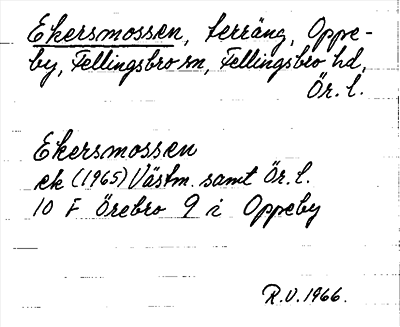 Ekersmossen, terräng, Oppe-
by, Fellingsbro sn, Fellingsbro hd,
Ör. l.
Ekersmossen
ek (1965) Västm. samt Ör. l.
10 F Örebro 9 i Oppeby
R.V. 1966.